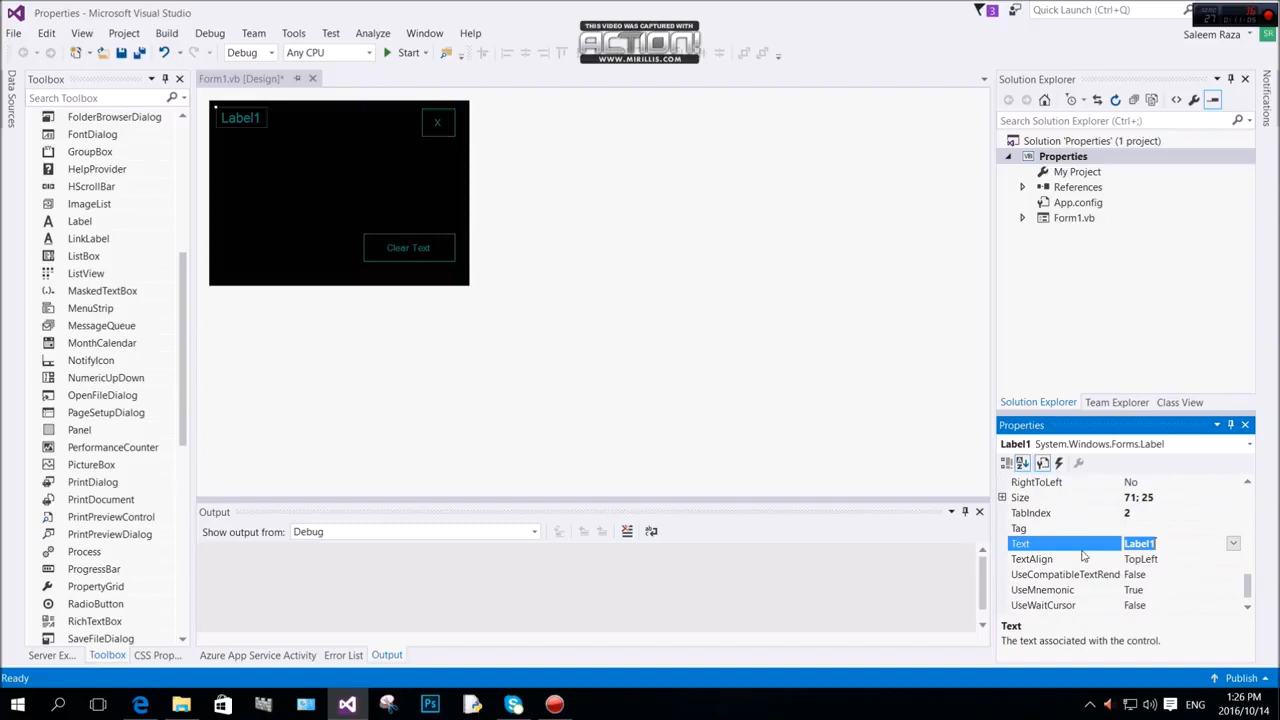 Properties - Microsoft Visual Studio
THIS VIDEO WAS CAPTURED WITH
ACTION!
WWW.MIRILLIS.COM
3
Quick Launch (Ctrl+Q)
File Edit View Project Build Debug Team Tools Test Analyze Window Help
Saleem Raza
SR
Debug
Any CPU
Start
Data Sources
Toolbox
Search Toolbox
FolderBrowserDialog
FontDialog
GroupBox
HelpProvider
HScrollBar
ImageList
Label
LinkLabel
ListBox
ListView
MaskedTextBox
MenuStrip
MessageQueue
MonthCalendar
NotifyIcon
NumericUpDown
OpenFileDialog
PageSetupDialog
Panel
PerformanceCounter
PictureBox
PrintDialog
PrintDocument
PrintPreviewControl
PrintPreviewDialog
Process
ProgressBar
PropertyGrid
RadioButton
RichTextBox
SaveFileDialog
Server Ex... Toolbox CSS Prop...
Form1.vb [Design]*
Label1
X
Clear Text
Output
Show output from: Debug
Azure App Service Activity Error List Output
Solution Explorer
Search Solution Explorer (Ctrl+;)
Solution 'Properties' (1 project)
Properties
My Project
References
App.config
Form1.vb
Solution Explorer Team Explorer Class View
Notifications
Properties
Label1 System.Windows.Forms.Label
RightToLeft No
Size 71; 25
TabIndex 2
Tag
Text Label1
TextAlign TopLeft
UseCompatibleTextRend False
UseMnemonic True
UseWaitCursor False
Text
The text associated with the control.
Ready
Publish
ENG
1:26 PM
2016/10/14